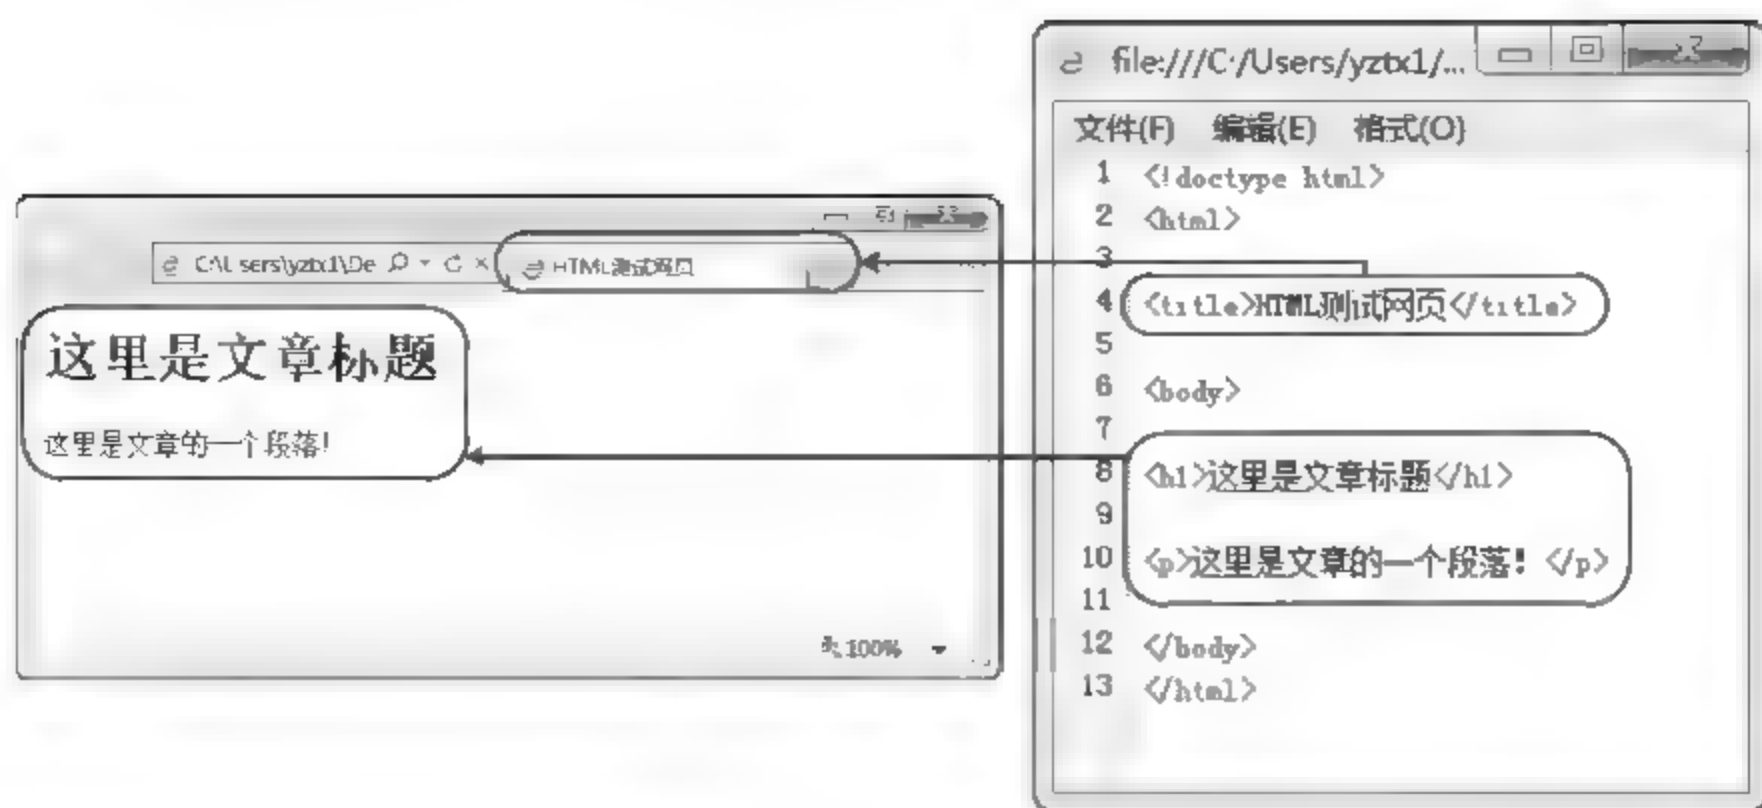 C:\Users\yztx1\De
HTML测试网页
这里是文章标题
这里是文章的一个段落!
100%
file:///C:/Users/yztx1/...
文件(F) 编辑(E) 格式(O)
1 <!doctype html>
2 <html>
3
4 <title>HTML测试网页</title>
5
6 <body>
7
8 <h1>这里是文章标题</h1>
9
10 <p>这里是文章的一个段落! </p>
11
12 </body>
13 </html>